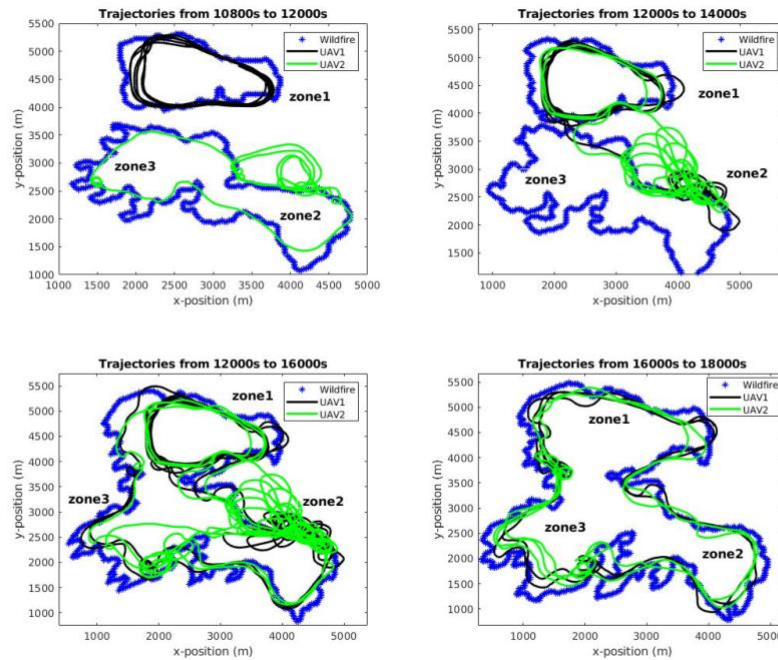 Trajectories from 10800s to 12000s
5500
5000
4500
4000
3500
3000
2500
2000
1500
1000
y-position (m)
1000 1500 2000 2500 3000 3500 4000 4500 5000
x-position (m)
Wildfire
UAV1
UAV2
zone1
zone3
zone2
Trajectories from 12000s to 14000s
5500
5000
4500
4000
3500
3000
2500
2000
1500
y-position (m)
1000 2000 3000 4000 5000
x-position (m)
Wildfire
UAV1
UAV2
zone1
zone3
zone2
Trajectories from 12000s to 16000s
5500
5000
4500
4000
3500
3000
2500
2000
1500
1000
y-position (m)
1000 2000 3000 4000 5000
x-position (m)
Wildfire
UAV1
UAV2
zone1
zone3
zone2
Trajectories from 16000s to 18000s
5500
5000
4500
4000
3500
3000
2500
2000
1500
1000
y-position (m)
1000 2000 3000 4000 5000
x-position (m)
Wildfire
UAV1
UAV2
zone1
zone3
zone2